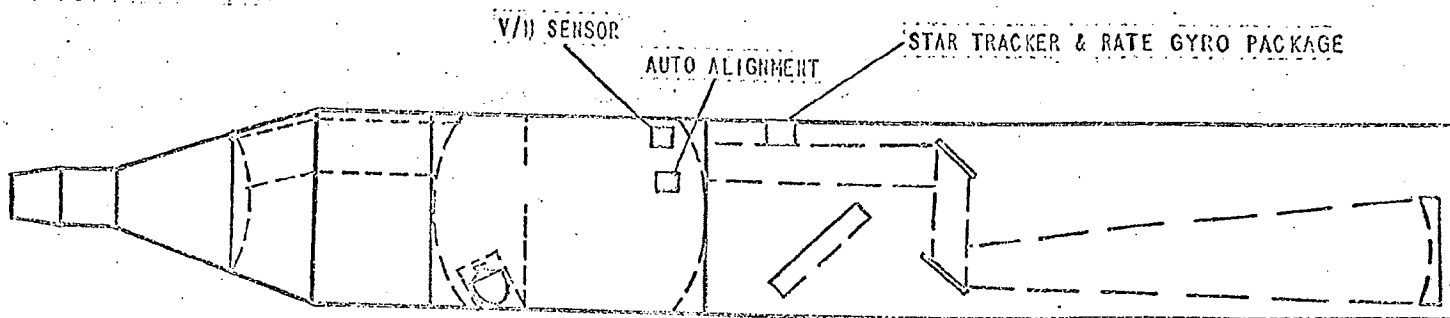 V/H SENSOR
AUTO ALIGNMENT
STAR TRACKER & RATE GYRO PACKAGE